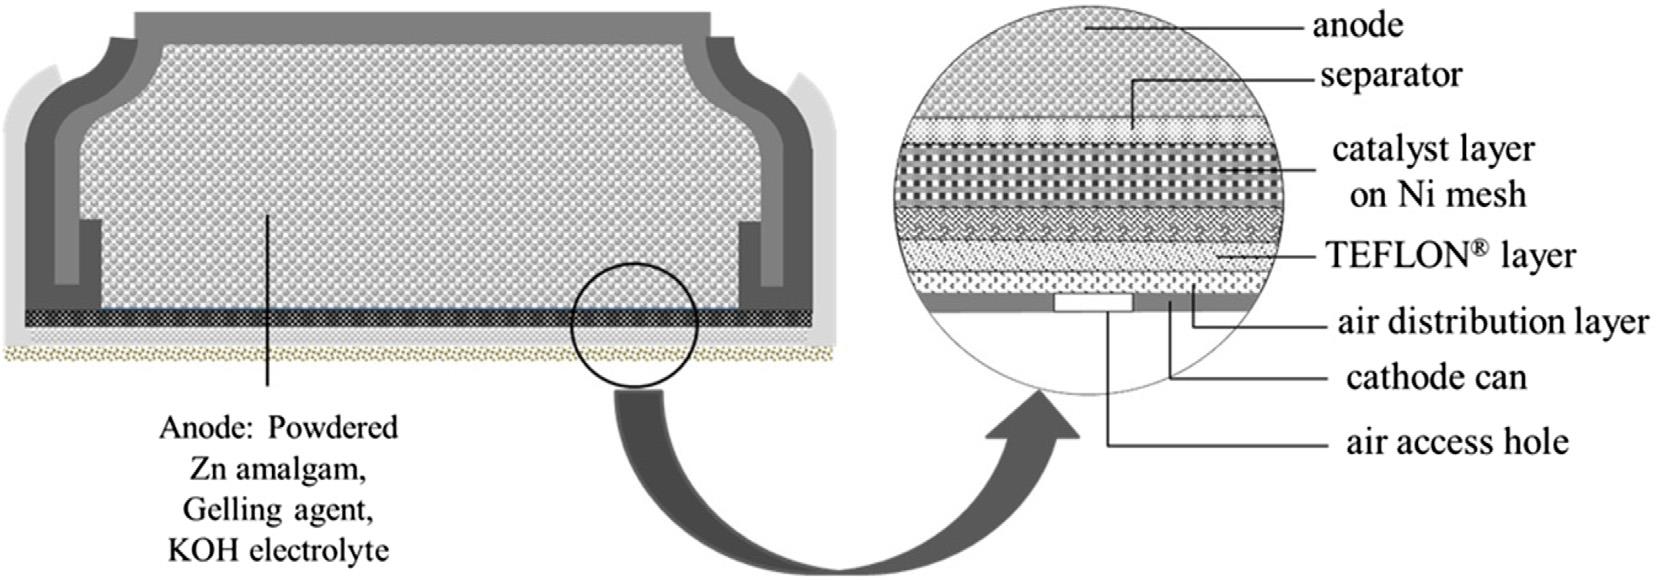 Anode: Powdered
Zn amalgam,
Gelling agent,
KOH electrolyte
anode
separator
catalyst layer
on Ni mesh
TEFLON® layer
air distribution layer
cathode can
air access hole